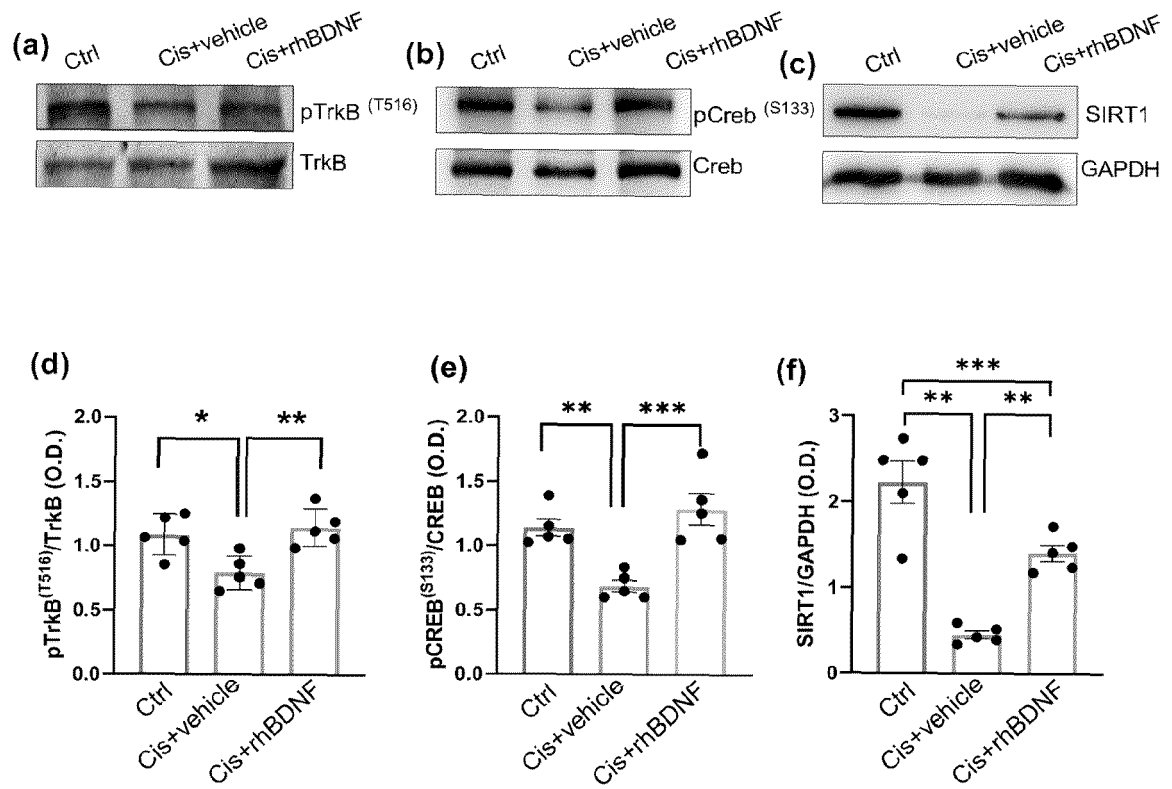 (a)
Ctrl
Cis+vehicle
Cis+rhBDNF
pTrkB (T516)
TrkB
(b)
Ctrl
Cis+vehicle
Cis+rhBDNF
pCreb (S133)
Creb
(c)
Ctrl
Cis+vehicle
Cis+rhBDNF
SIRT1
GAPDH
(d)
pTrkB(T516)/TrkB (O.D.)
2.0
1.5
1.0
0.5
0.0
* **
Ctrl
Cis+vehicle
Cis+rhBDNF
(e)
pCREB(S133)/CREB (O.D.)
2.0
1.5
1.0
0.5
0.0
** ***
Ctrl
Cis+vehicle
Cis+rhBDNF
(f)
SIRT1/GAPDH (O.D.)
3
2
1
0
***
** **
Ctrl
Cis+vehicle
Cis+rhBDNF